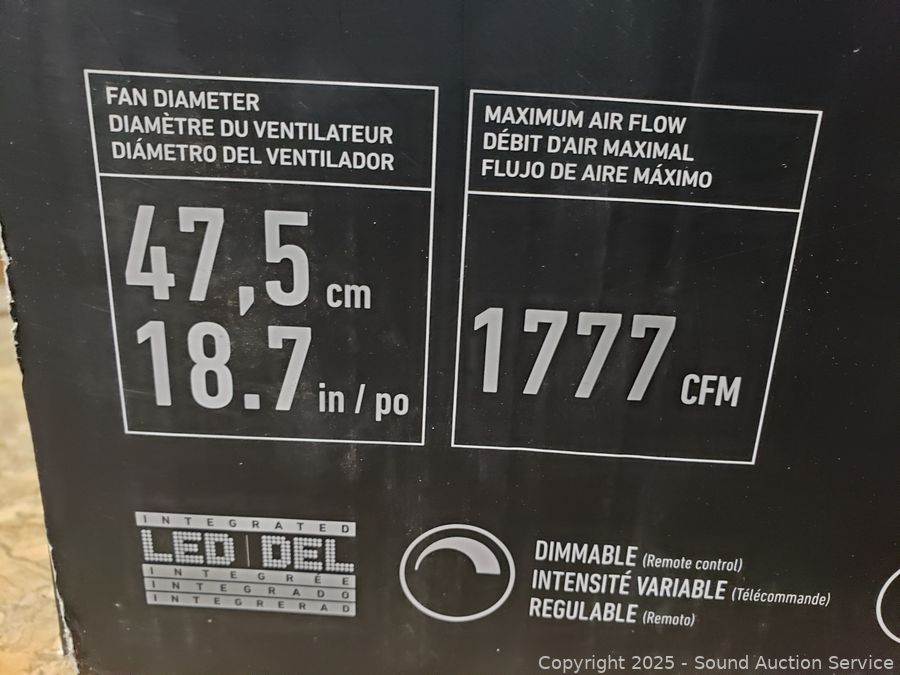 FAN DIAMETER
DIAMÈTRE DU VENTILATEUR
DIÁMETRO DEL VENTILADOR
47,5 cm
18.7 in / po
MAXIMUM AIR FLOW
DÉBIT D'AIR MAXIMAL
FLUJO DE AIRE MÁXIMO
1777 CFM
INTEGRATED
LED | DEL
INTEGRÉE
INTEGRADO
INTEGRERAD
DIMMABLE (Remote control)
INTENSITÉ VARIABLE (Télécommande)
REGULABLE (Remoto)
Copyright 2025 - Sound Auction Service